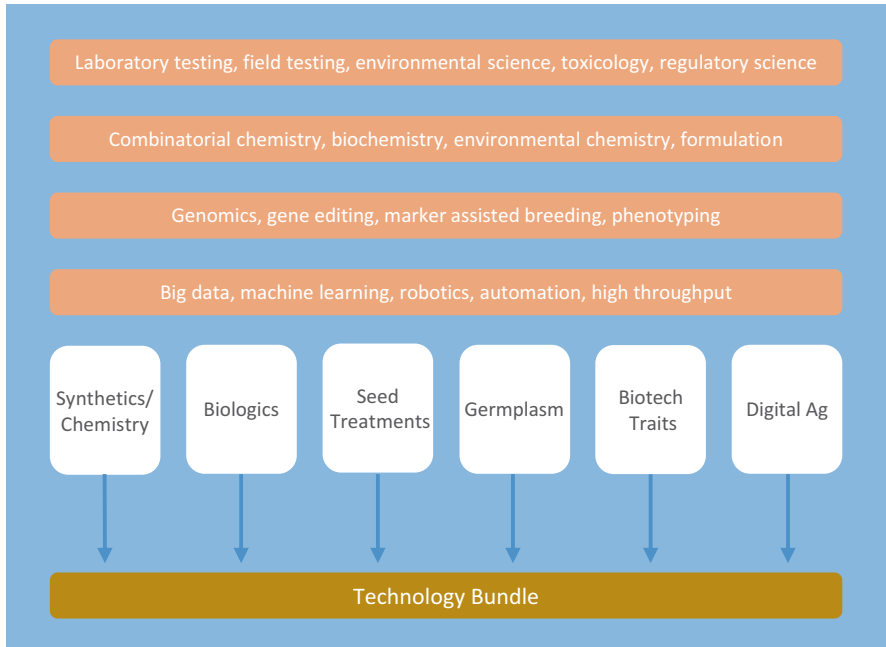 Laboratory testing, field testing, environmental science, toxicology, regulatory science
Combinatorial chemistry, biochemistry, environmental chemistry, formulation
Genomics, gene editing, marker assisted breeding, phenotyping
Big data, machine learning, robotics, automation, high throughput
Synthetics/
Chemistry
Biologics
Seed
Treatments
Germplasm
Biotech
Traits
Digital Ag
Technology Bundle